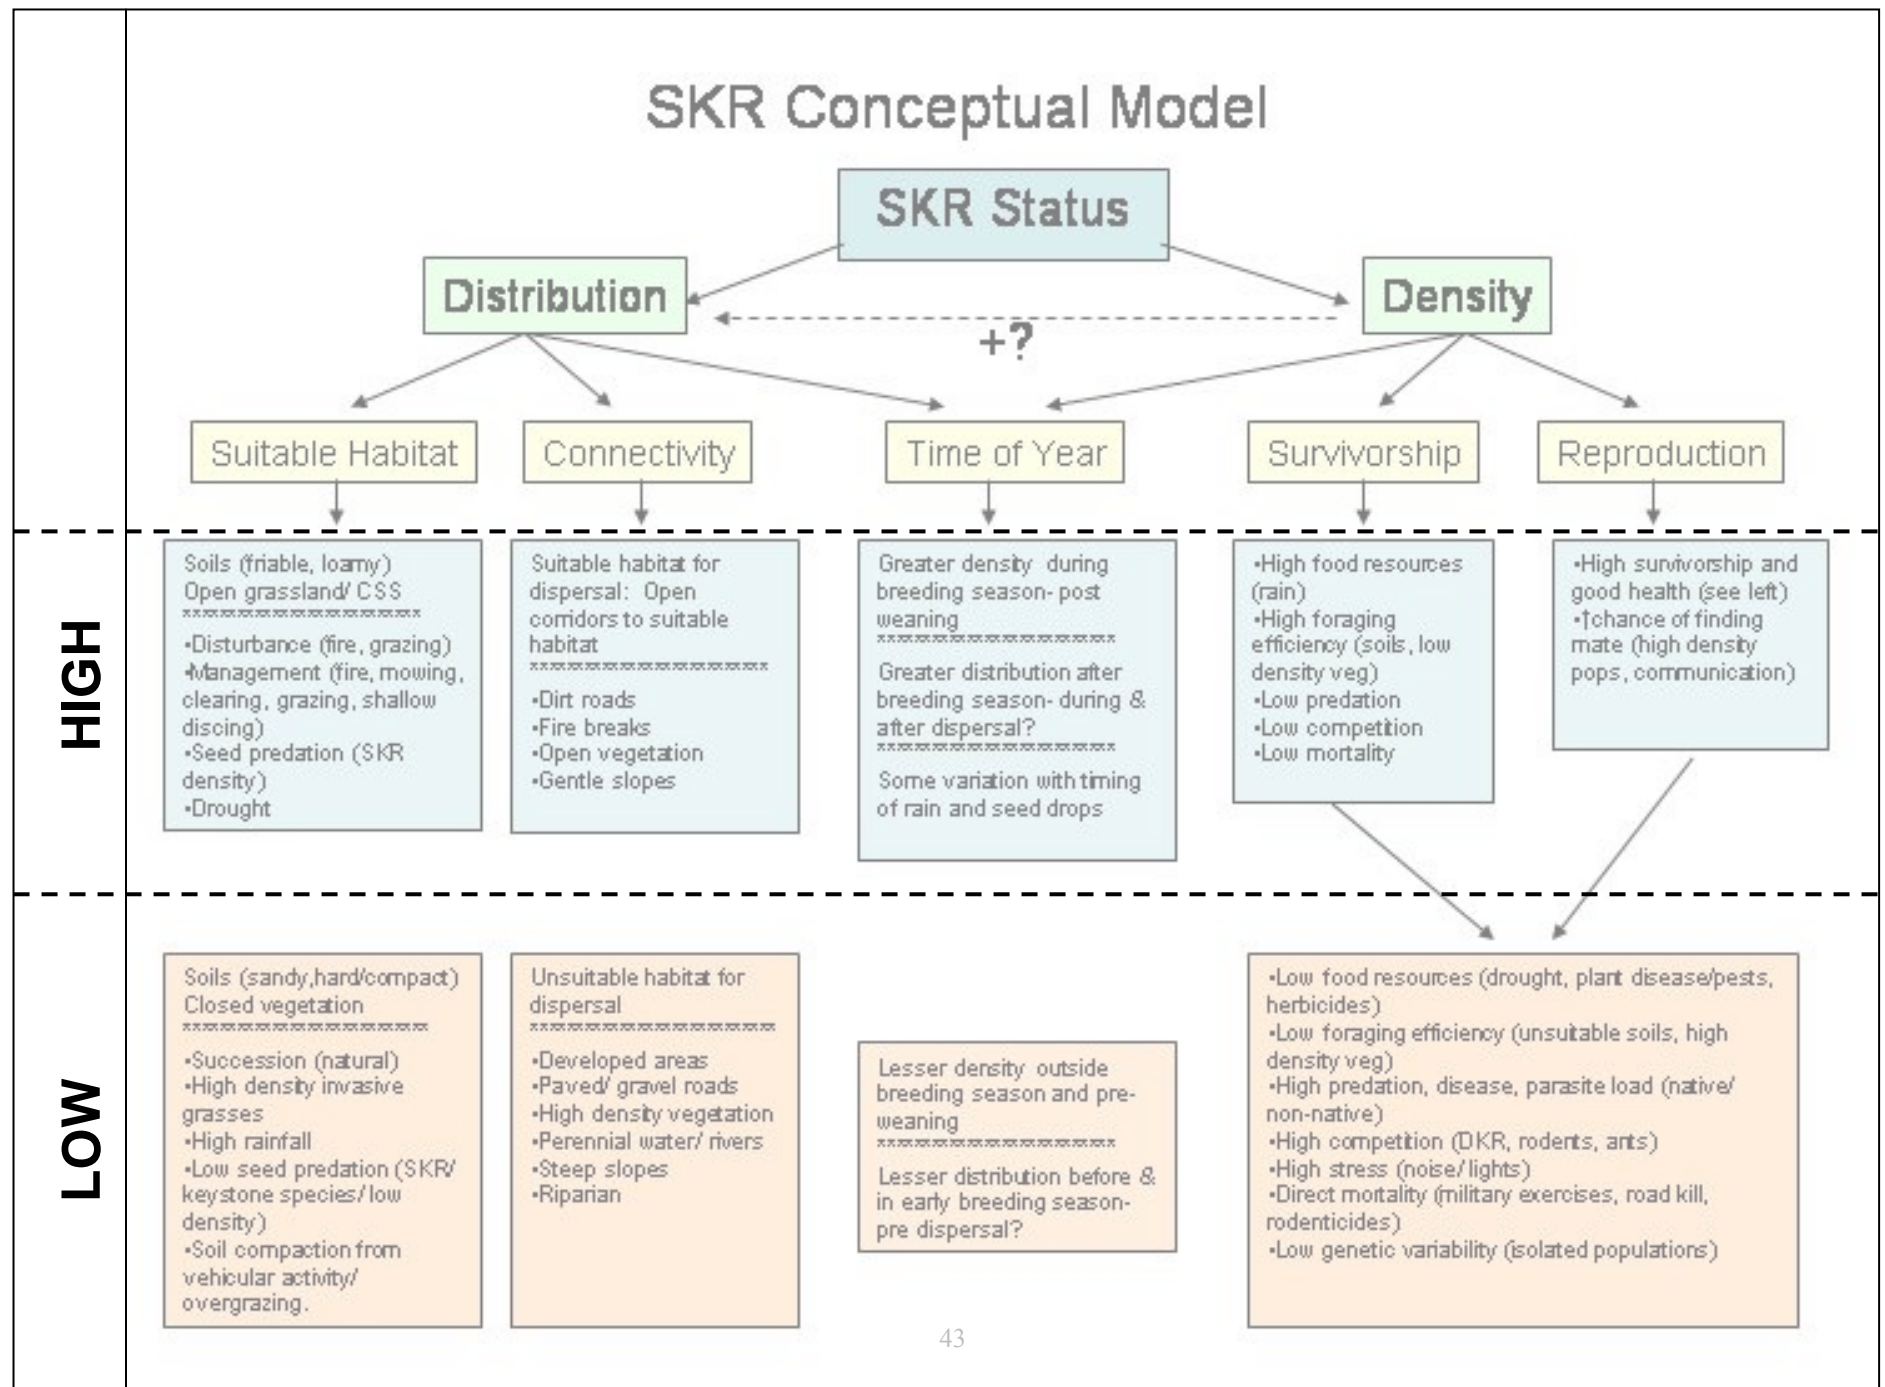 SKR Conceptual Model
SKR Status
Distribution
Density
+?
Suitable Habitat
Connectivity
Time of Year
Survivorship
Reproduction
HIGH
Soils (friable, loamy)
Open grassland/ CSS
**************************
•Disturbance (fire, grazing)
•Management (fire, mowing,
clearing, grazing, shallow
discing)
•Seed predation (SKR
density)
•Drought
Suitable habitat for
dispersal: Open
corridors to suitable
habitat
**************************
•Dirt roads
•Fire breaks
•Open vegetation
•Gentle slopes
Greater density during
breeding season- post
weaning
**************************
Greater distribution after
breeding season- during &
after dispersal?
**************************
Some variation with timing
of rain and seed drops
•High food resources
(rain)
•High foraging
efficiency (soils, low
density veg)
•Low predation
•Low competition
•Low mortality
•High survivorship and
good health (see left)
•↑chance of finding
mate (high density
pops, communication)
LOW
Soils (sandy,hard/compact)
Closed vegetation
***************************
•Succession (natural)
•High density invasive
grasses
•High rainfall
•Low seed predation (SKR/
keystone species/ low
density)
•Soil compaction from
vehicular activity/
overgrazing.
Unsuitable habitat for
dispersal
***************************
•Developed areas
•Paved/ gravel roads
•High density vegetation
•Perennial water/ rivers
•Steep slopes
•Riparian
Lesser density outside
breeding season and pre-
weaning
**************************
Lesser distribution before &
in early breeding season-
pre dispersal?
•Low food resources (drought, plant disease/pests,
herbicides)
•Low foraging efficiency (unsuitable soils, high
density veg)
•High predation, disease, parasite load (native/
non-native)
•High competition (DKR, rodents, ants)
•High stress (noise/ lights)
•Direct mortality (military exercises, road kill,
rodenticides)
•Low genetic variability (isolated populations)
43